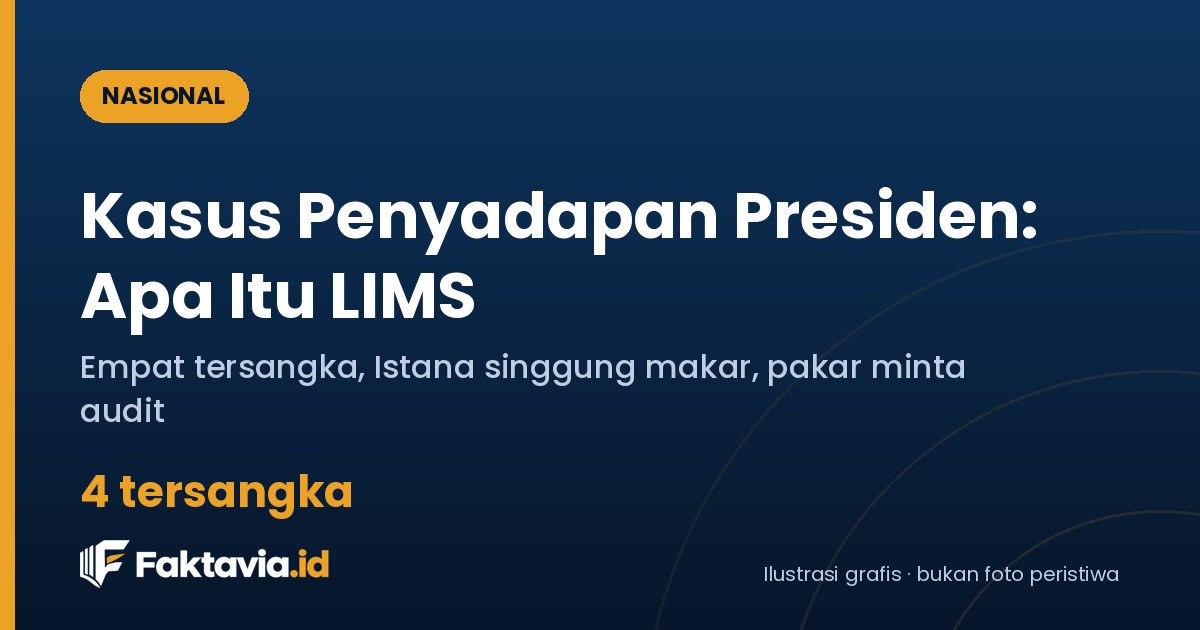 NASIONAL
Kasus Penyadapan Presiden:
Apa Itu LIMS
Empat tersangka, Istana singgung makar, pakar minta
audit
4 tersangka
Faktavia.id
Ilustrasi grafis · bukan foto peristiwa